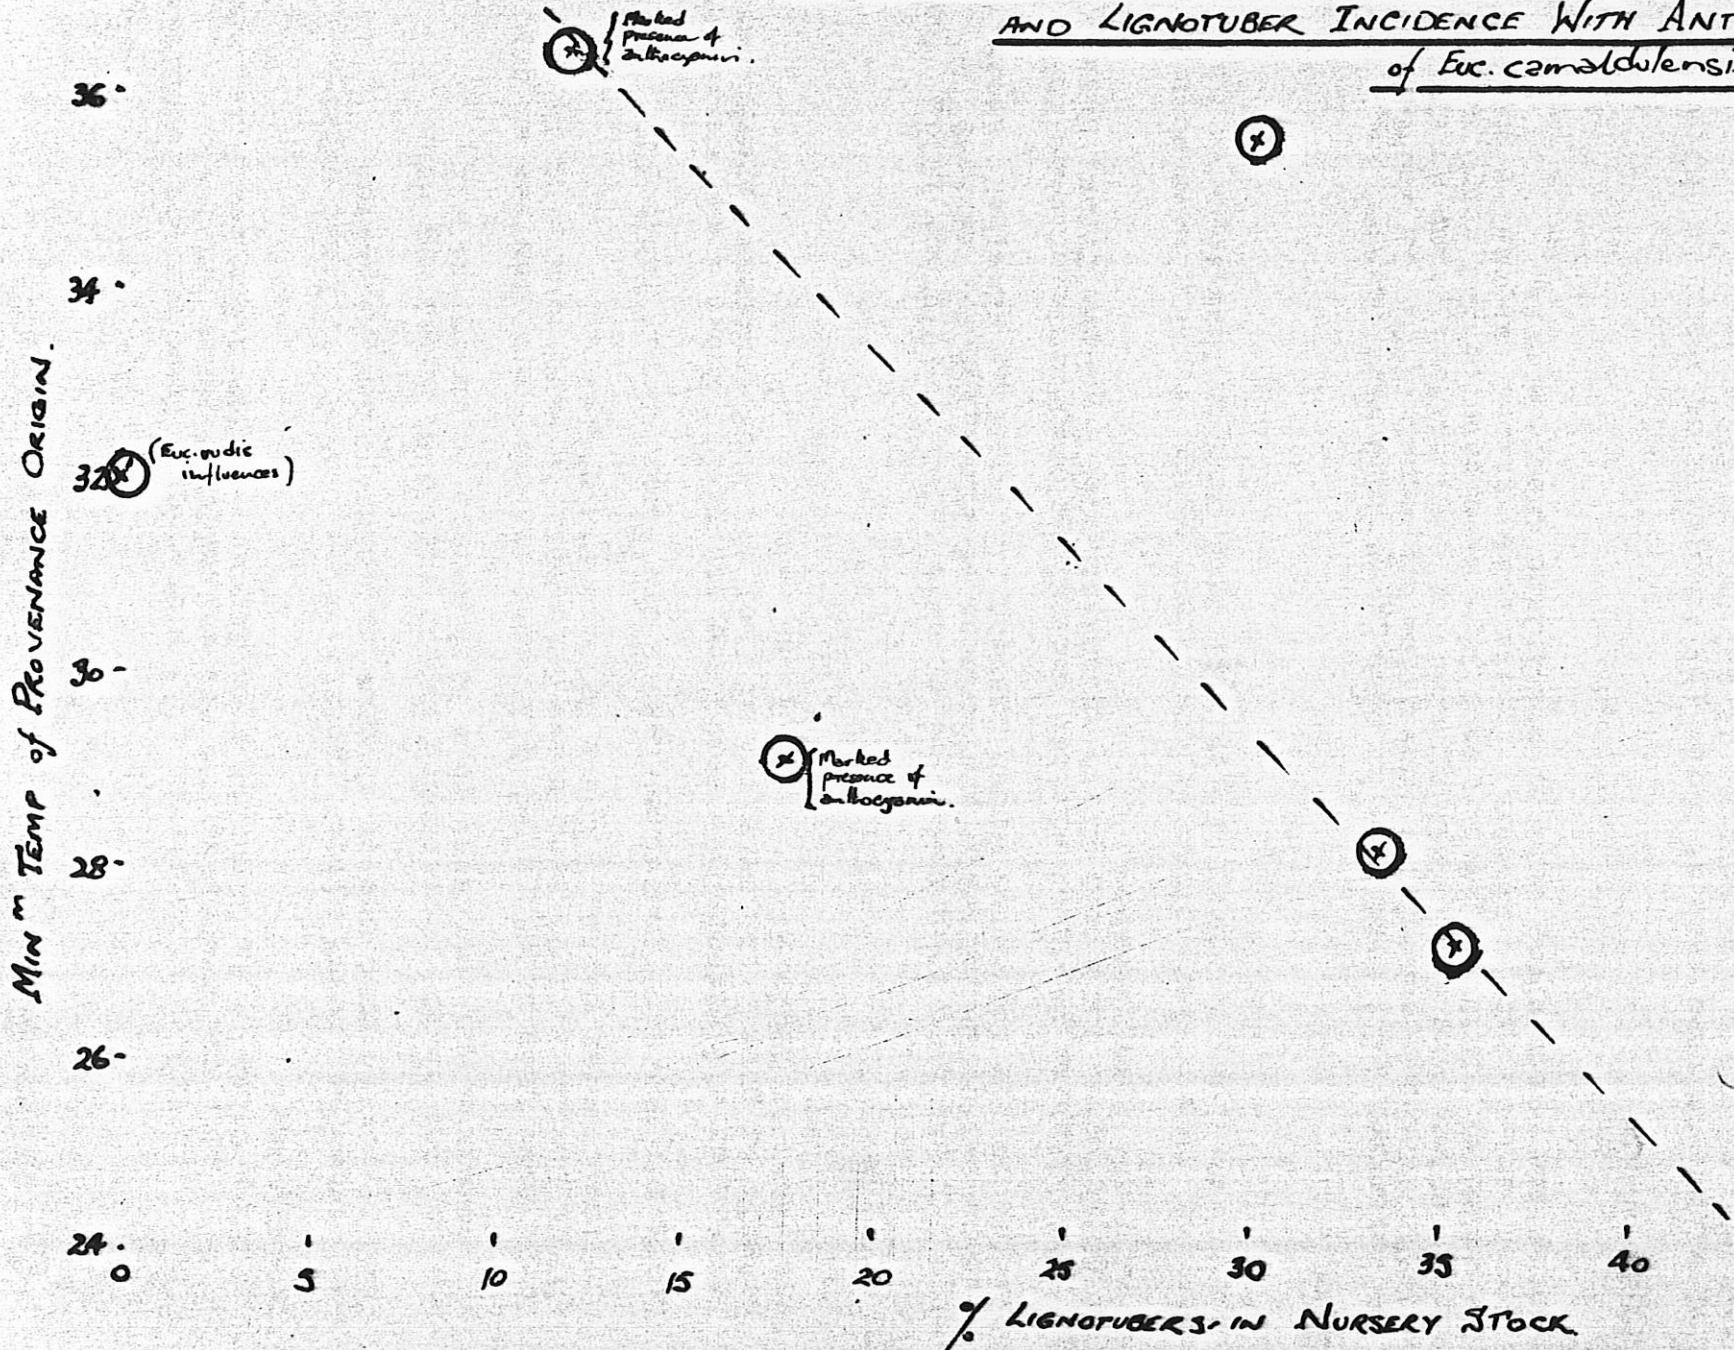 AND LIGNOTUBER INCIDENCE WITH ANT
of Euc. camaldulensis
Marked
presence of
anthocyanin.
36
34
MINᵐ TEMP of PROVENANCE ORIGIN.
(Euc. rudis
influences)
32
30
Marked
presence of
anthocyanin.
28
26
24
0 5 10 15 20 25 30 35 40
% LIGNOTUBERS. IN NURSERY STOCK.